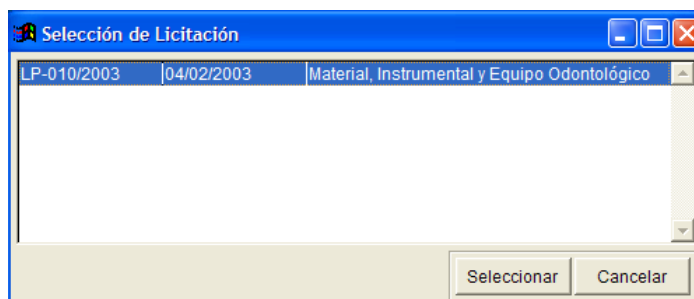 Selección de Licitación
LP-010/2003 04/02/2003 Material, Instrumental y Equipo Odontológico
Seleccionar Cancelar